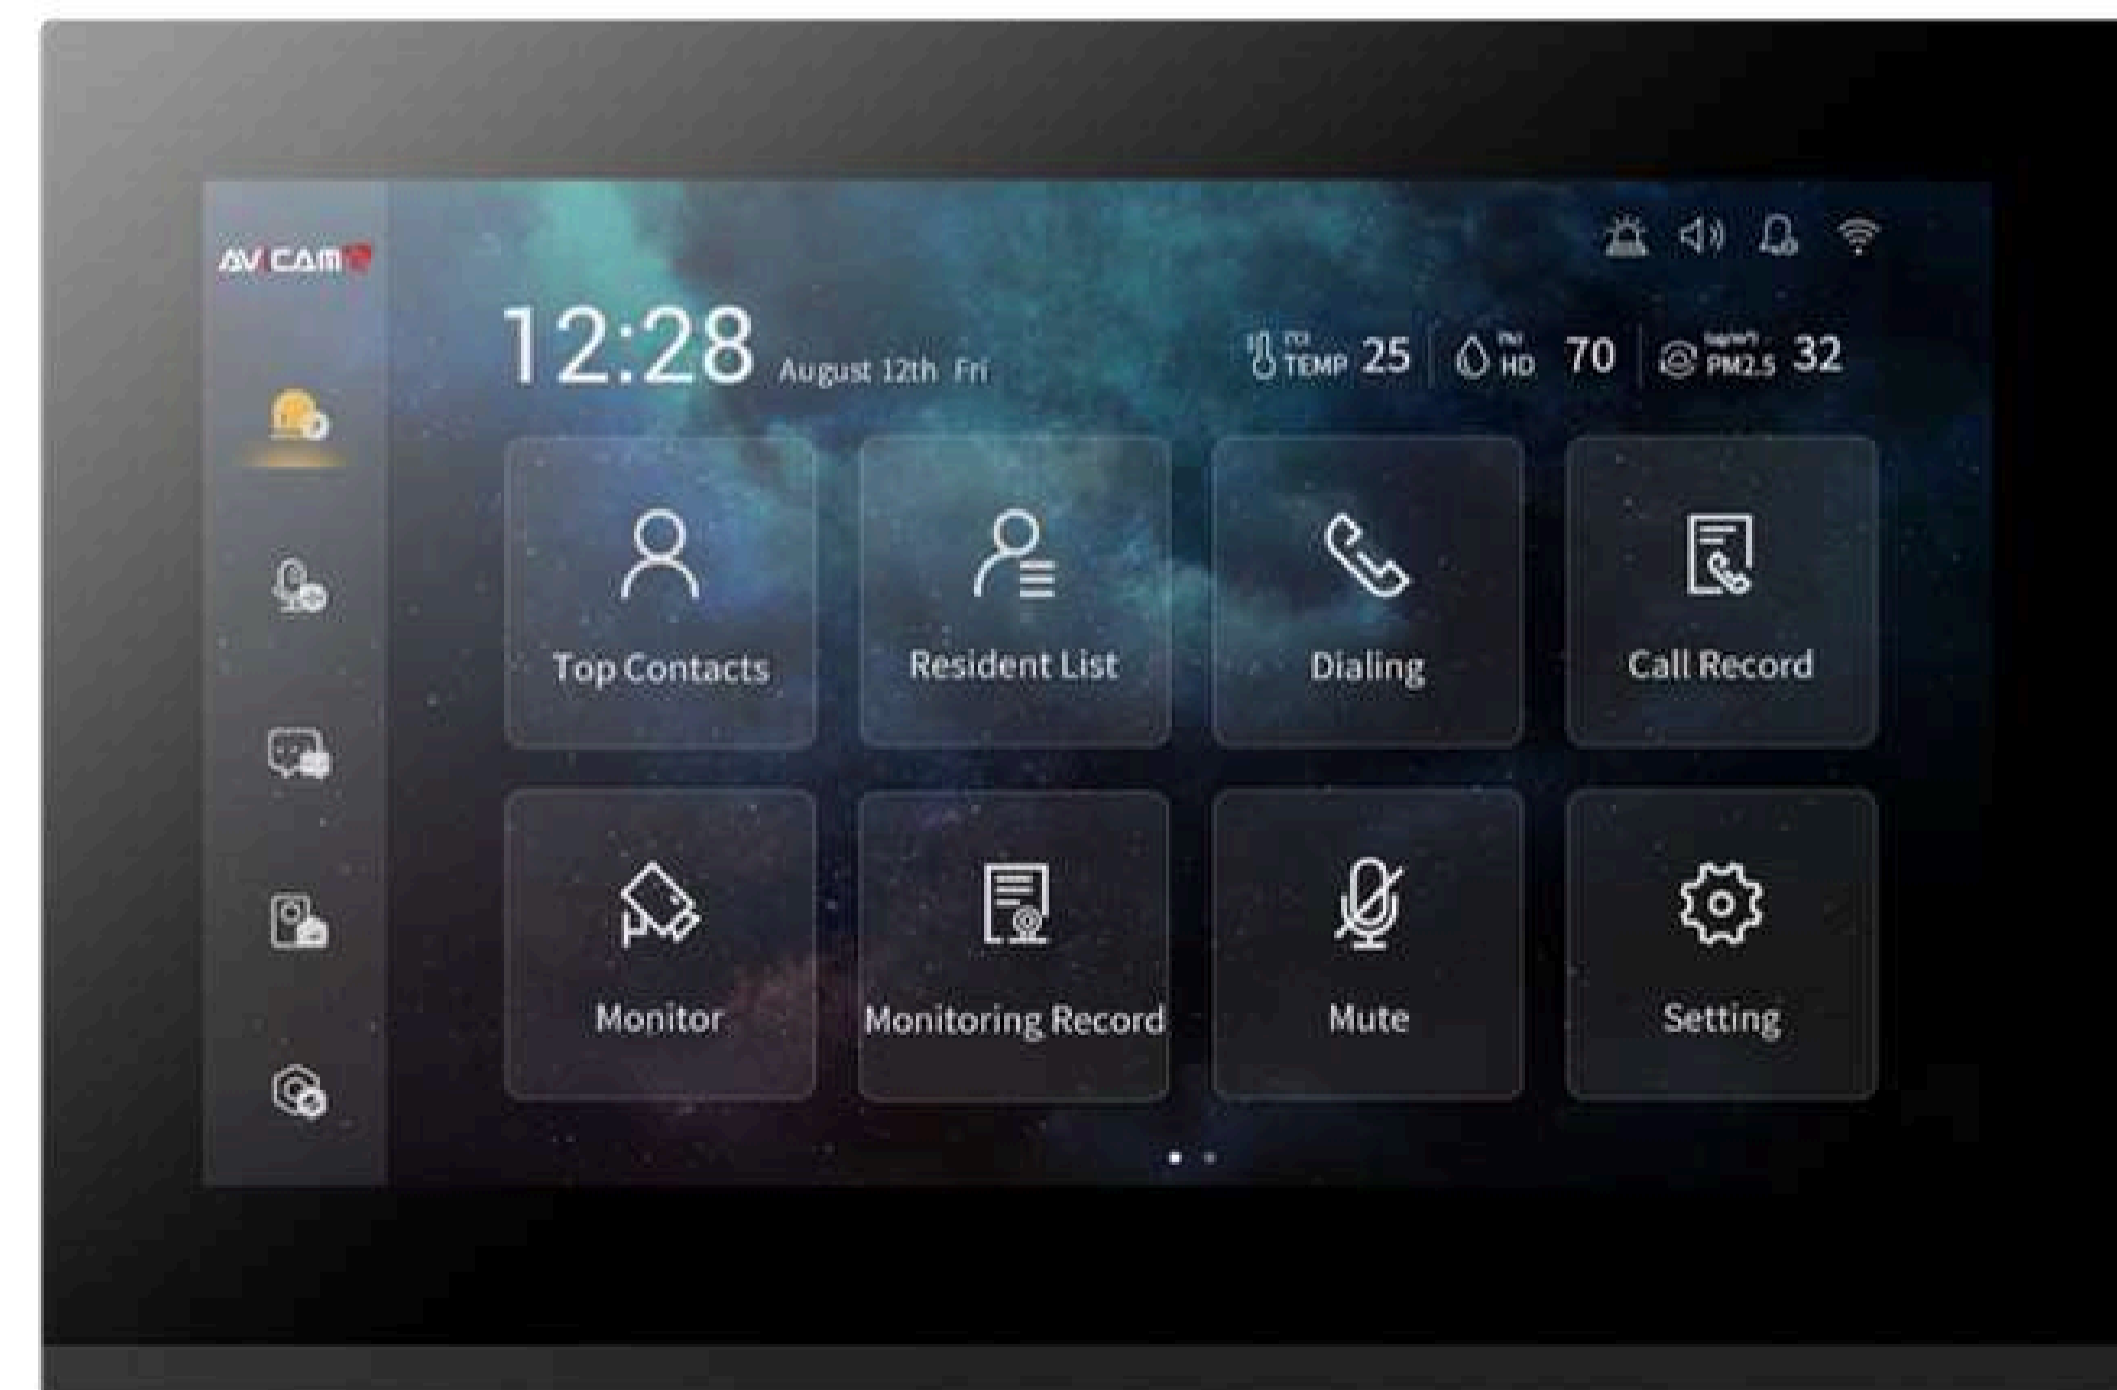 AV CAM
12:28 August 12th Fri
TEMP 25
HD 70
PM2.5 32
Top Contacts
Resident List
Dialing
Call Record
Monitor
Monitoring Record
Mute
Setting